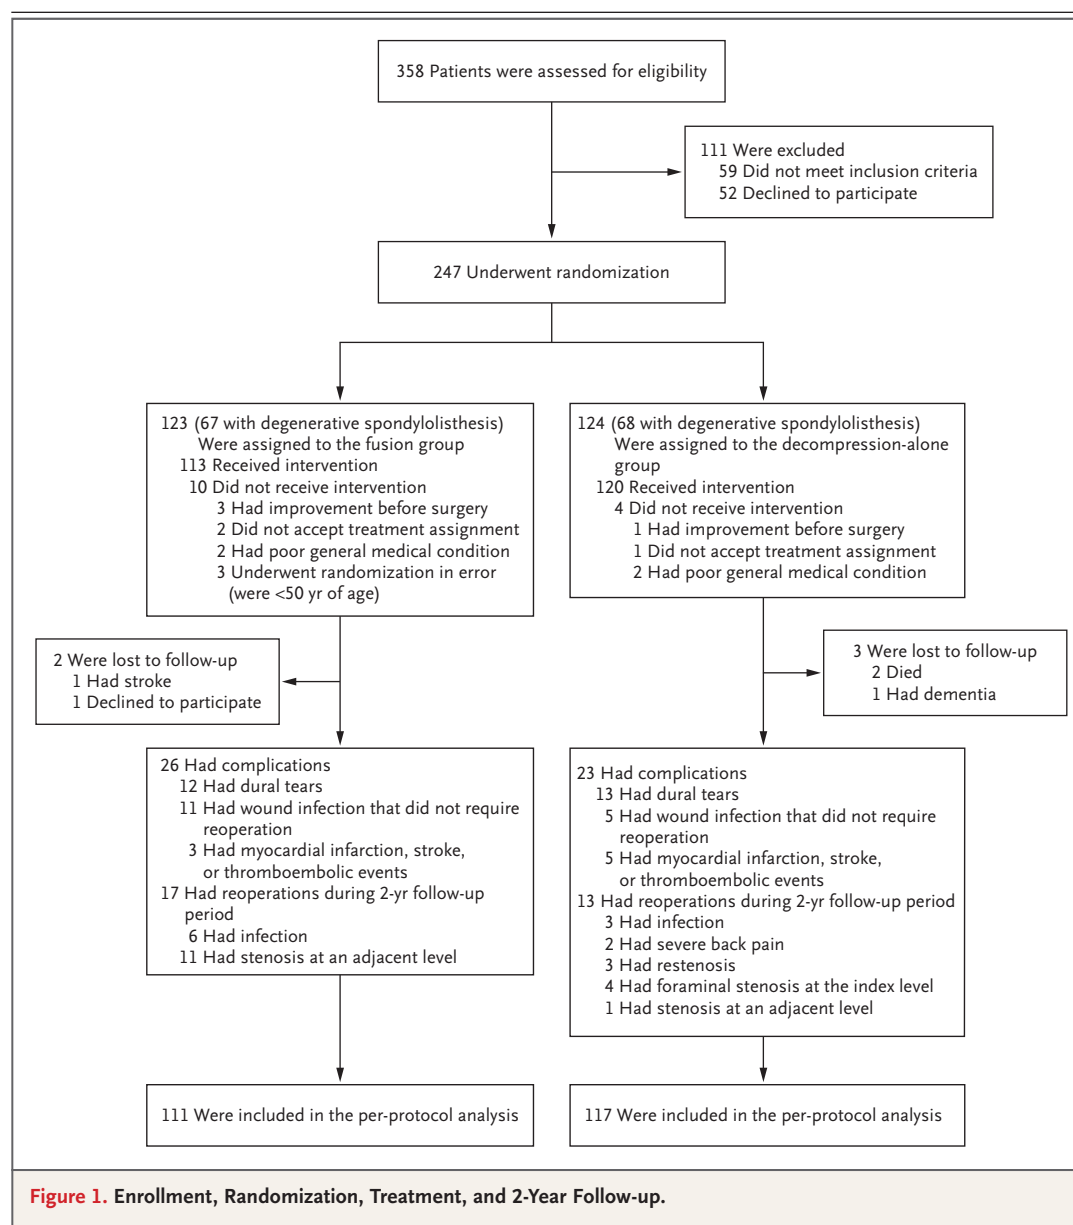 358 Patients were assessed for eligibility
111 Were excluded
59 Did not meet inclusion criteria
52 Declined to participate
247 Underwent randomization
123 (67 with degenerative spondylolisthesis)
Were assigned to the fusion group
113 Received intervention
10 Did not receive intervention
3 Had improvement before surgery
2 Did not accept treatment assignment
2 Had poor general medical condition
3 Underwent randomization in error
(were <50 yr of age)
124 (68 with degenerative spondylolisthesis)
Were assigned to the decompression-alone
group
120 Received intervention
4 Did not receive intervention
1 Had improvement before surgery
1 Did not accept treatment assignment
2 Had poor general medical condition
2 Were lost to follow-up
1 Had stroke
1 Declined to participate
3 Were lost to follow-up
2 Died
1 Had dementia
26 Had complications
12 Had dural tears
11 Had wound infection that did not require
reoperation
3 Had myocardial infarction, stroke,
or thromboembolic events
17 Had reoperations during 2-yr follow-up
period
6 Had infection
11 Had stenosis at an adjacent level
23 Had complications
13 Had dural tears
5 Had wound infection that did not require
reoperation
5 Had myocardial infarction, stroke,
or thromboembolic events
13 Had reoperations during 2-yr follow-up period
3 Had infection
2 Had severe back pain
3 Had restenosis
4 Had foraminal stenosis at the index level
1 Had stenosis at an adjacent level
111 Were included in the per-protocol analysis
117 Were included in the per-protocol analysis
Figure 1. Enrollment, Randomization, Treatment, and 2-Year Follow-up.